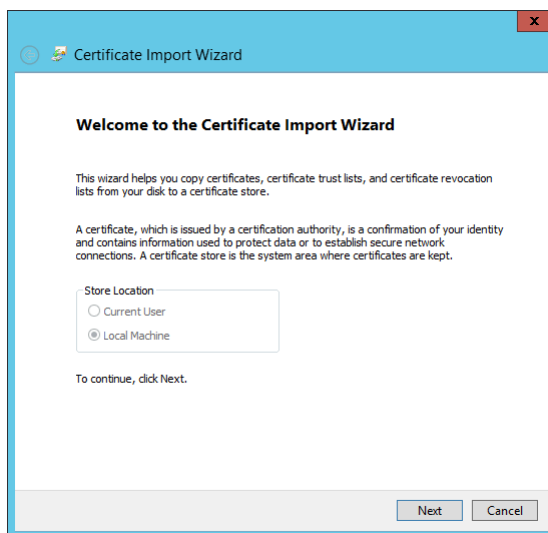 x
Certificate Import Wizard
Welcome to the Certificate Import Wizard
This wizard helps you copy certificates, certificate trust lists, and certificate revocation
lists from your disk to a certificate store.
A certificate, which is issued by a certification authority, is a confirmation of your identity
and contains information used to protect data or to establish secure network
connections. A certificate store is the system area where certificates are kept.
Store Location
Current User
Local Machine
To continue, click Next.
Next Cancel